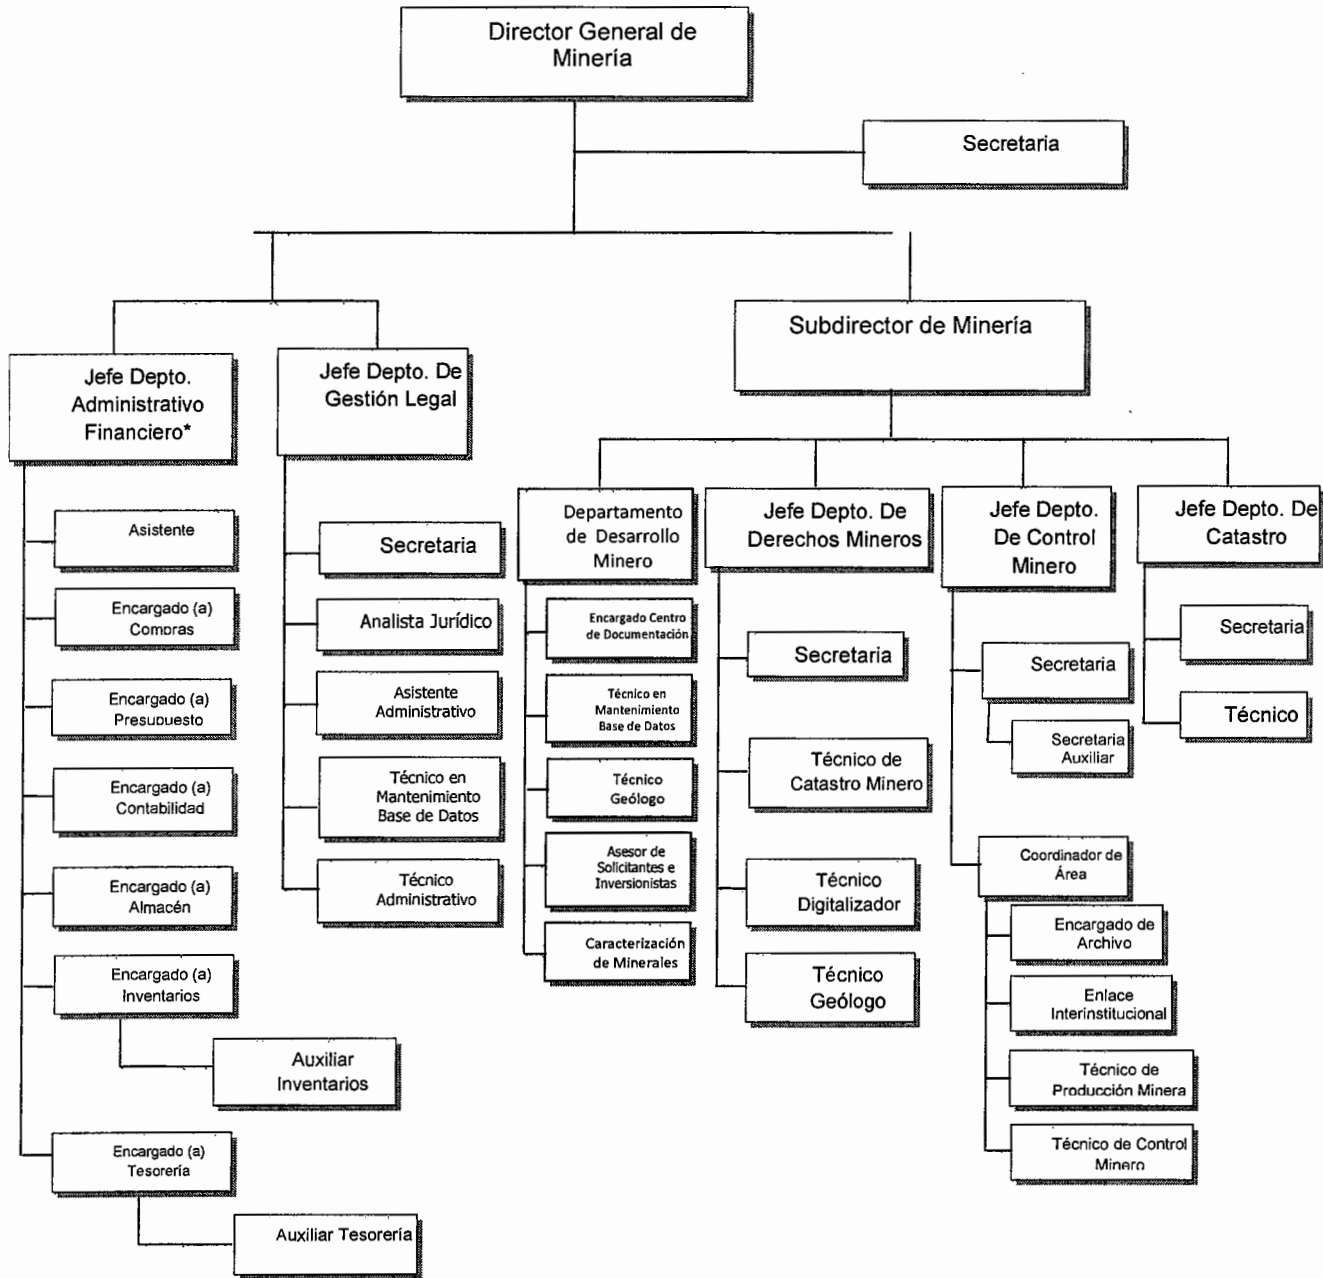 Director General de
Minería
Secretaria
Subdirector de Minería
Jefe Depto.
Administrativo
Financiero*
Jefe Depto. De
Gestión Legal
Asistente
Encargado (a)
Compras
Encargado (a)
Presupuesto
Encargado (a)
Contabilidad
Encargado (a)
Almacén
Encargado (a)
Inventarios
Auxiliar
Inventarios
Encargado (a)
Tesorería
Auxiliar Tesorería
Secretaria
Analista Jurídico
Asistente
Administrativo
Técnico en
Mantenimiento
Base de Datos
Técnico
Administrativo
Departamento
de Desarrollo
Minero
Encargado Centro
de Documentación
Técnico en
Mantenimiento
Base de Datos
Técnico
Geólogo
Asesor de
Solicitantes e
Inversionistas
Caracterización
de Minerales
Jefe Depto. De
Derechos Mineros
Secretaria
Técnico de
Catastro Minero
Técnico
Digitalizador
Técnico
Geólogo
Jefe Depto.
De Control
Minero
Secretaria
Secretaria
Auxiliar
Coordinador de
Área
Encargado de
Archivo
Enlace
Interinstitucional
Técnico de
Producción Minera
Técnico de Control
Minero
Jefe Depto. De
Catastro
Secretaria
Técnico